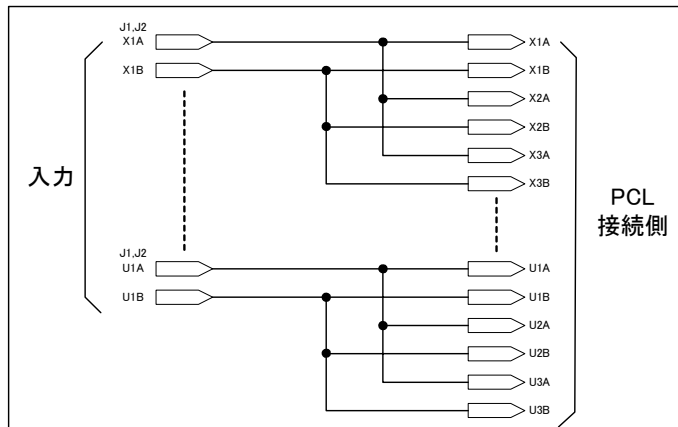 J1,J2
X1A
X1B
入力
J1,J2
U1A
U1B
X1A
X1B
X2A
X2B
X3A
X3B
U1A
U1B
U2A
U2B
U3A
U3B
PCL
接続側